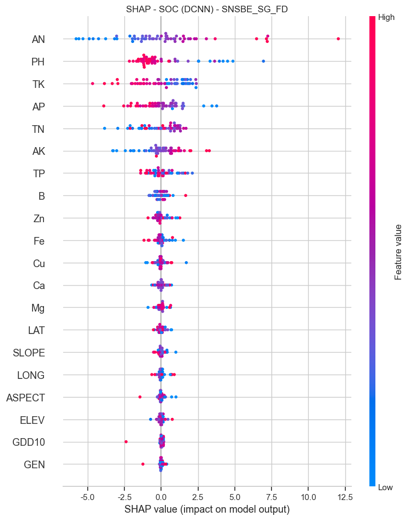 SHAP - SOC (DCNN) - SNSBE_SG_FD
High
AN
PH
TK
AP
TN
AK
TP
B
Zn
Fe
Cu
Ca
Mg
LAT
SLOPE
LONG
ASPECT
ELEV
GDD10
GEN
Feature value
Low
-5.0 -2.5 0.0 2.5 5.0 7.5 10.0 12.5
SHAP value (impact on model output)